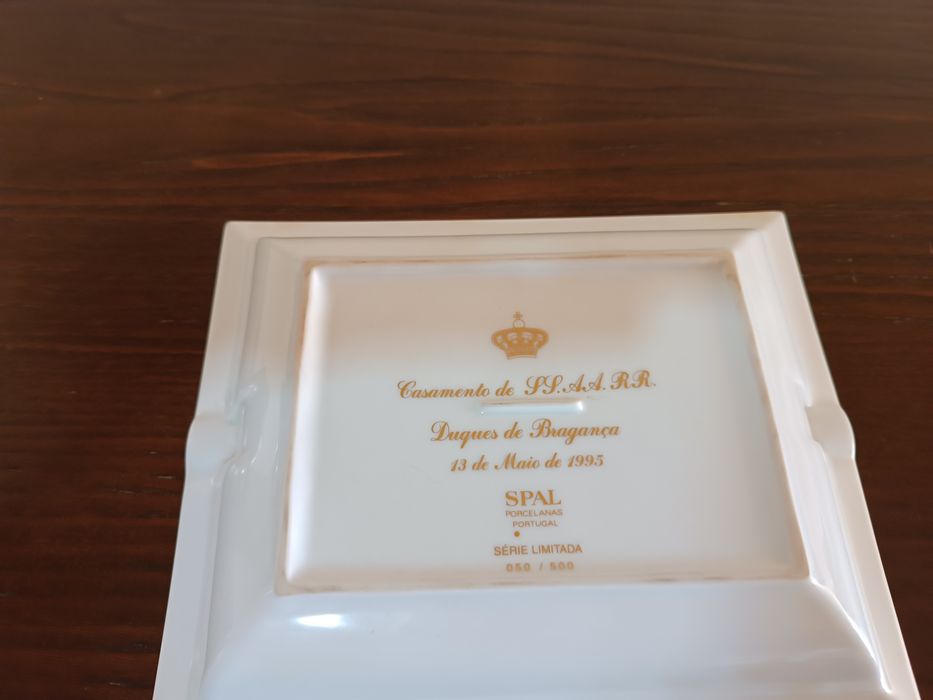 Casamento de SS.AA.RR.
Duques de Bragança
13 de Maio de 1995
SPAL
PORCELANAS
PORTUGAL
SÉRIE LIMITADA
050 / 500